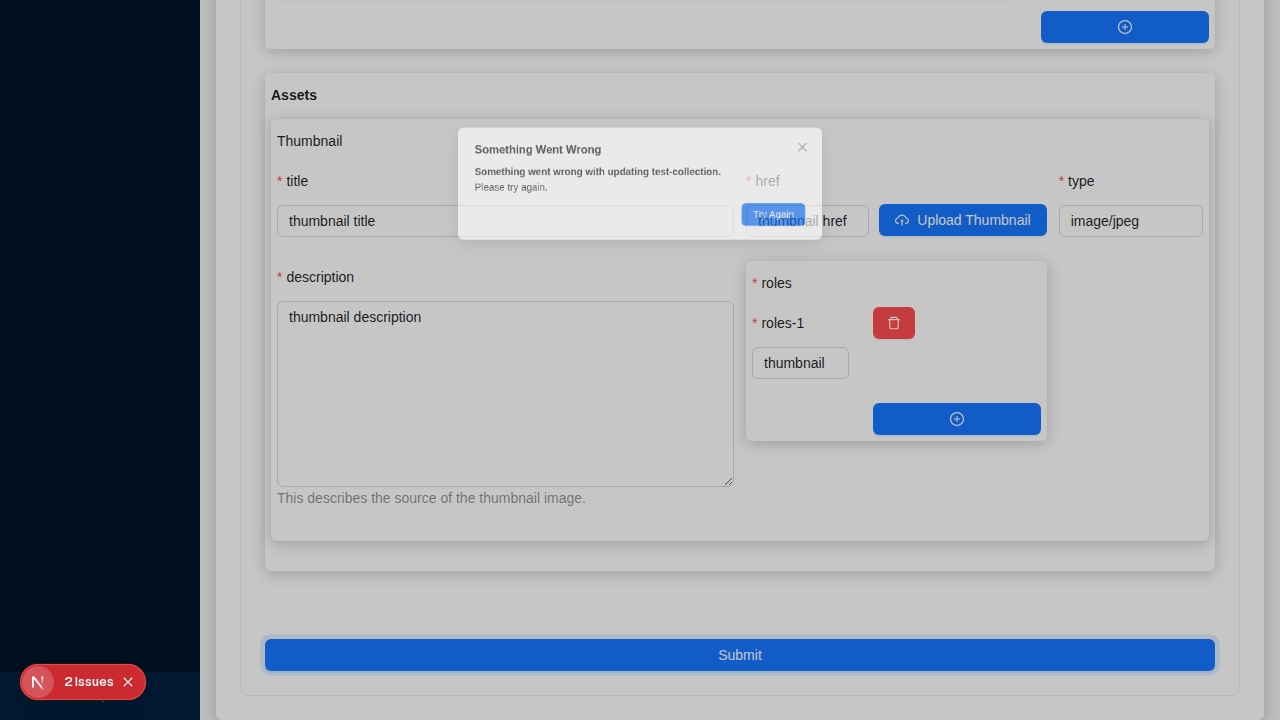 Assets
Thumbnail
Something Went Wrong
Something went wrong with updating test-collection.
Please try again.
Try Again
* title
* href
* type
thumbnail title
thumbnail href
Upload Thumbnail
image/jpeg
* description
* roles
thumbnail description
* roles-1
thumbnail
This describes the source of the thumbnail image.
Submit
N 2 Issues